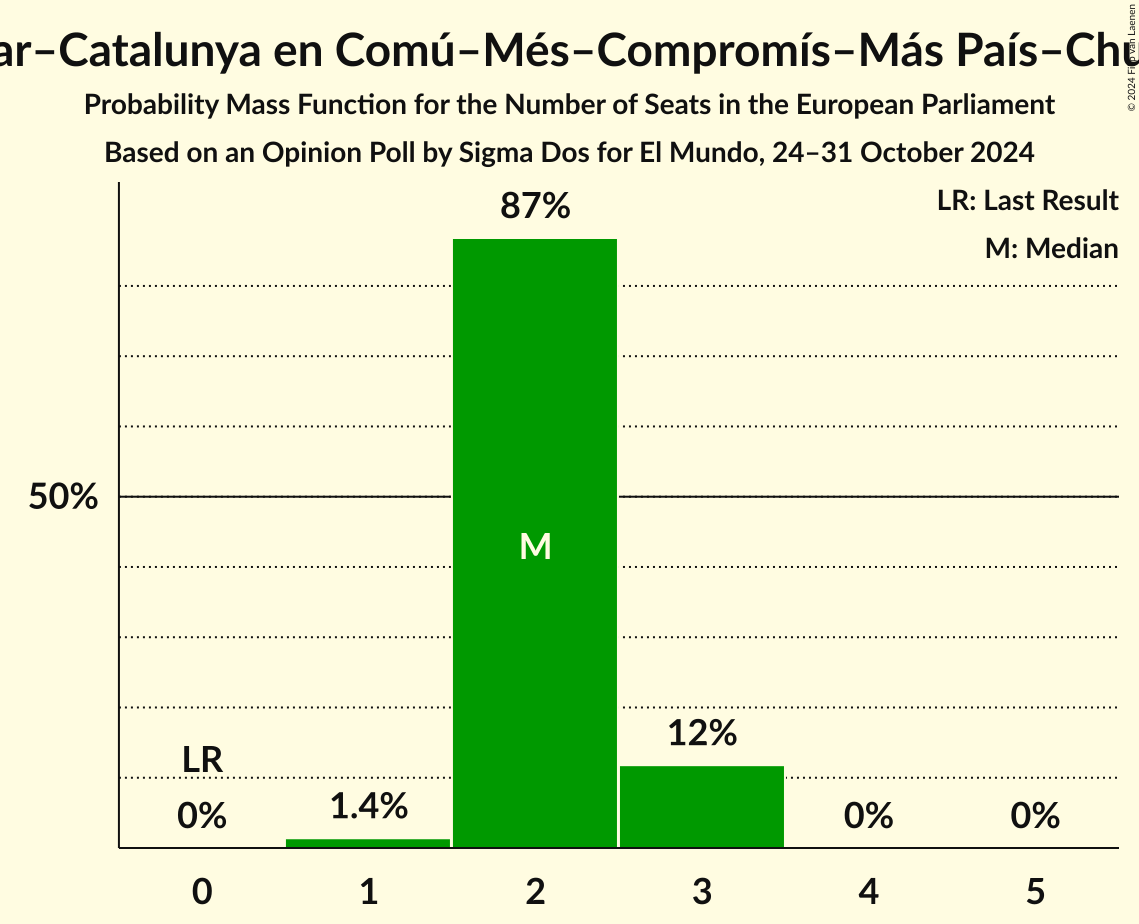 ar–Catalunya en Comú–Més–Compromís–Más País–Chu
Probability Mass Function for the Number of Seats in the European Parliament
Based on an Opinion Poll by Sigma Dos for El Mundo, 24–31 October 2024
© 2024 Filip van Laenen
LR: Last Result
M: Median
87%
50%
M
12%
LR
1.4%
0%
0%
0%
0 1 2 3 4 5